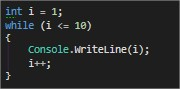 int i = 1;
while (i <= 10)
{
    Console.WriteLine(i);
    i++;
}